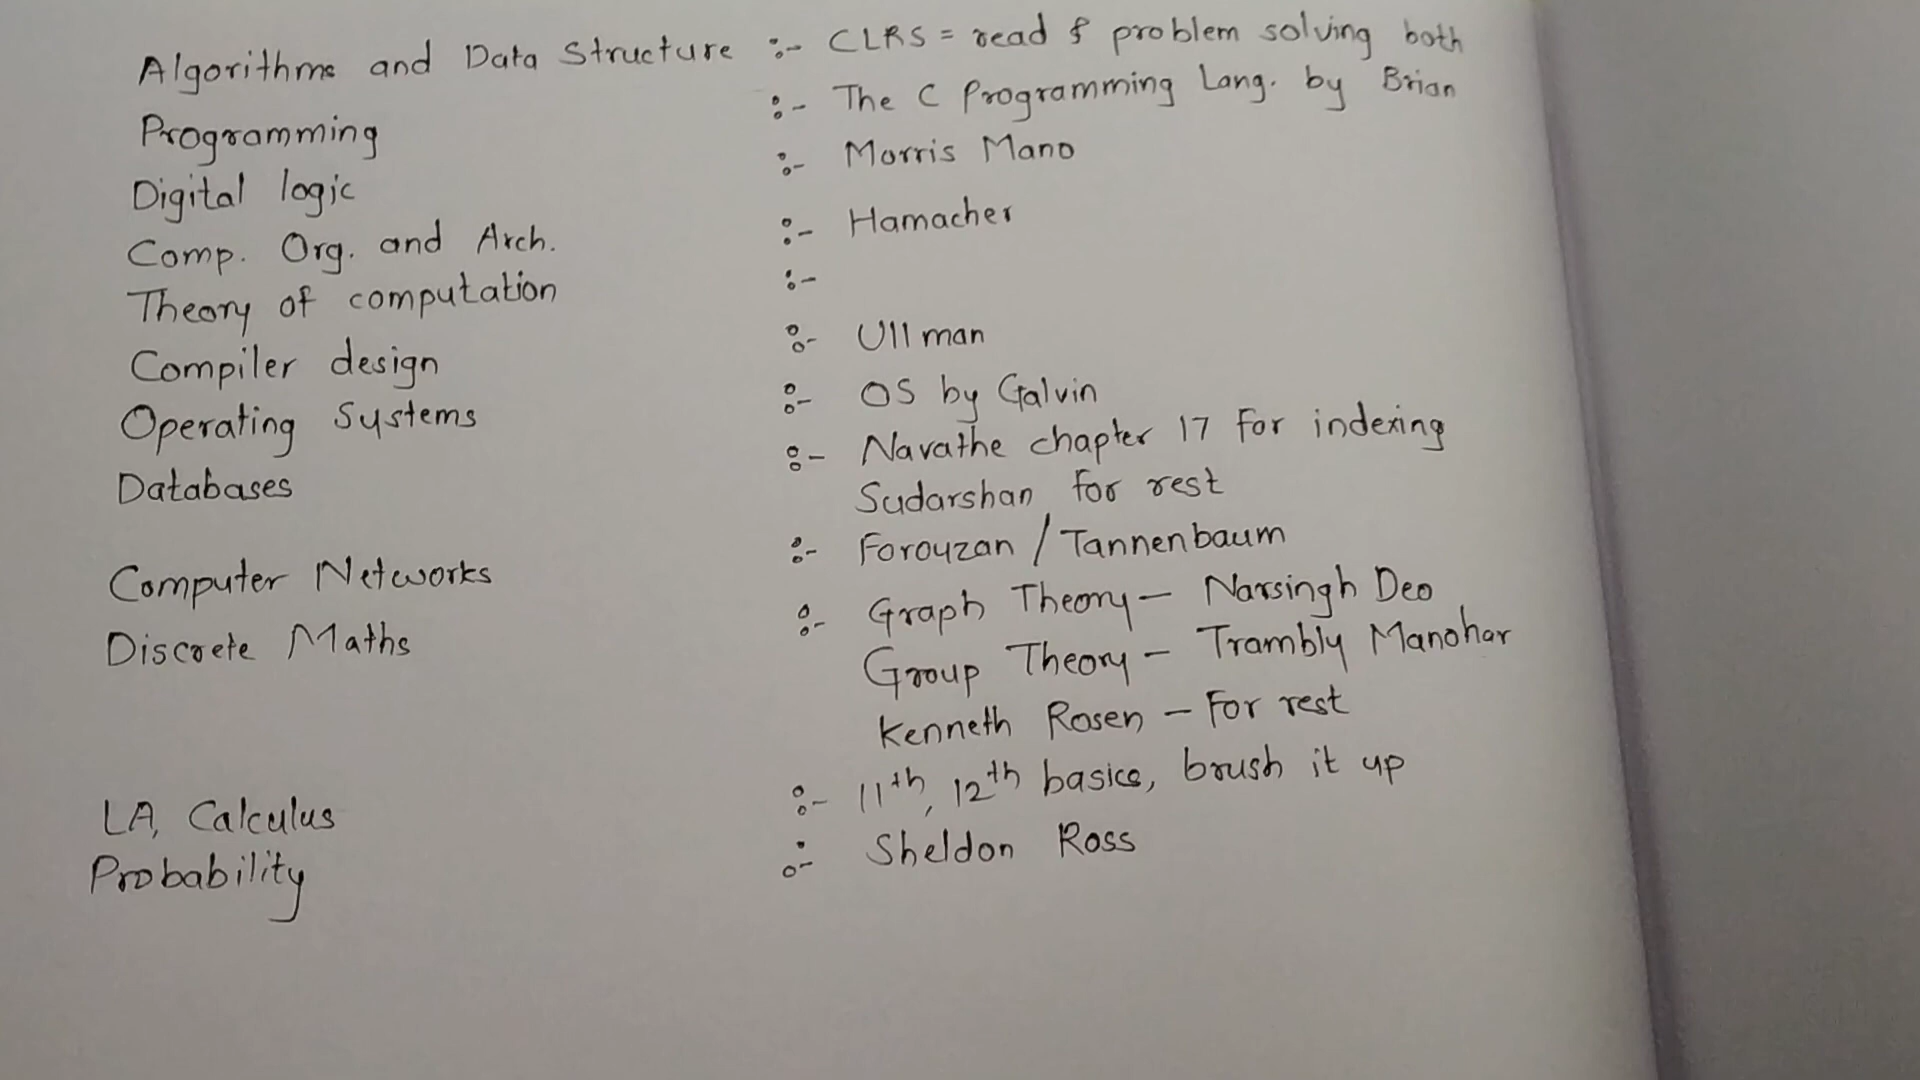 Algorithms and Data Structure :- CLRS = read & problem solving both
Programming :- The C Programming Lang. by Brian
Digital logic :- Morris Mano
Comp. Org. and Arch. :- Hamacher
Theory of computation :-
Compiler design :- Ullman
Operating Systems :- OS by Galvin
Databases :- Navathe chapter 17 for indexing
Sudarshan for rest
Computer Networks :- Forouzan / Tannenbaum
Discrete Maths :- Graph Theory - Narsingh Deo
Group Theory - Trambly Manohar
Kenneth Rosen - For rest
LA, Calculus :- 11th, 12th basics, brush it up
Probability :- Sheldon Ross